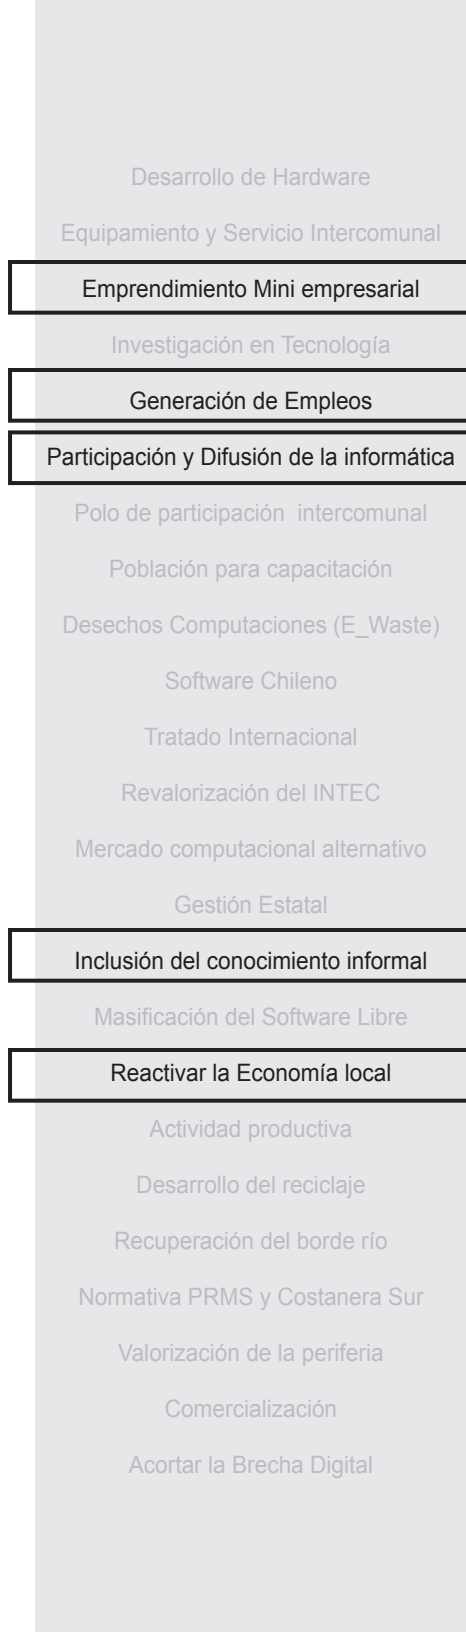 Desarrollo de Hardware
Equipamiento y Servicio Intercomunal
Emprendimiento Mini empresarial
Investigación en Tecnología
Generación de Empleos
Participación y Difusión de la informática
Polo de participación intercomunal
Población para capacitación
Desechos Computaciones (E_Waste)
Software Chileno
Tratado Internacional
Revalorización del INTEC
Mercado computacional alternativo
Gestión Estatal
Inclusión del conocimiento informal
Masificación del Software Libre
Reactivar la Economía local
Actividad productiva
Desarrollo del reciclaje
Recuperación del borde río
Normativa PRMS y Costanera Sur
Valorización de la periferia
Comercialización
Acortar la Brecha Digital